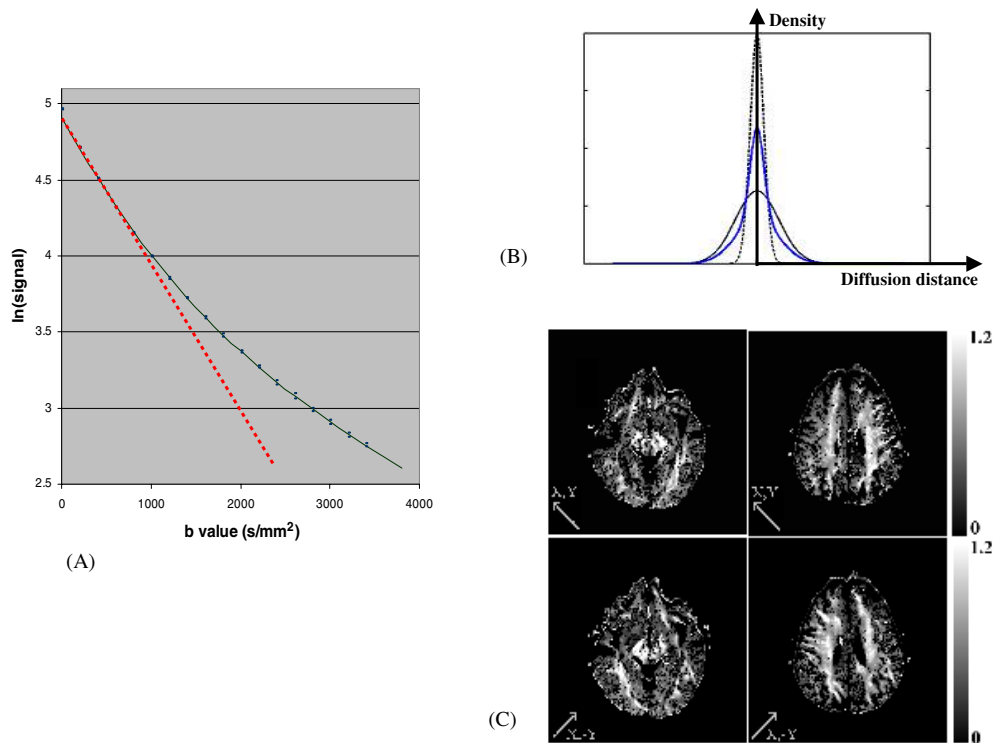 5
4.5
4
3.5
3
2.5
0 1000 2000 3000 4000
ln(signal)
b value (s/mm²)
(A)
Density
Diffusion distance
(B)
1.2
0
1.2
0
X,Y
X,Y
X,-Y
X,-Y
(C)